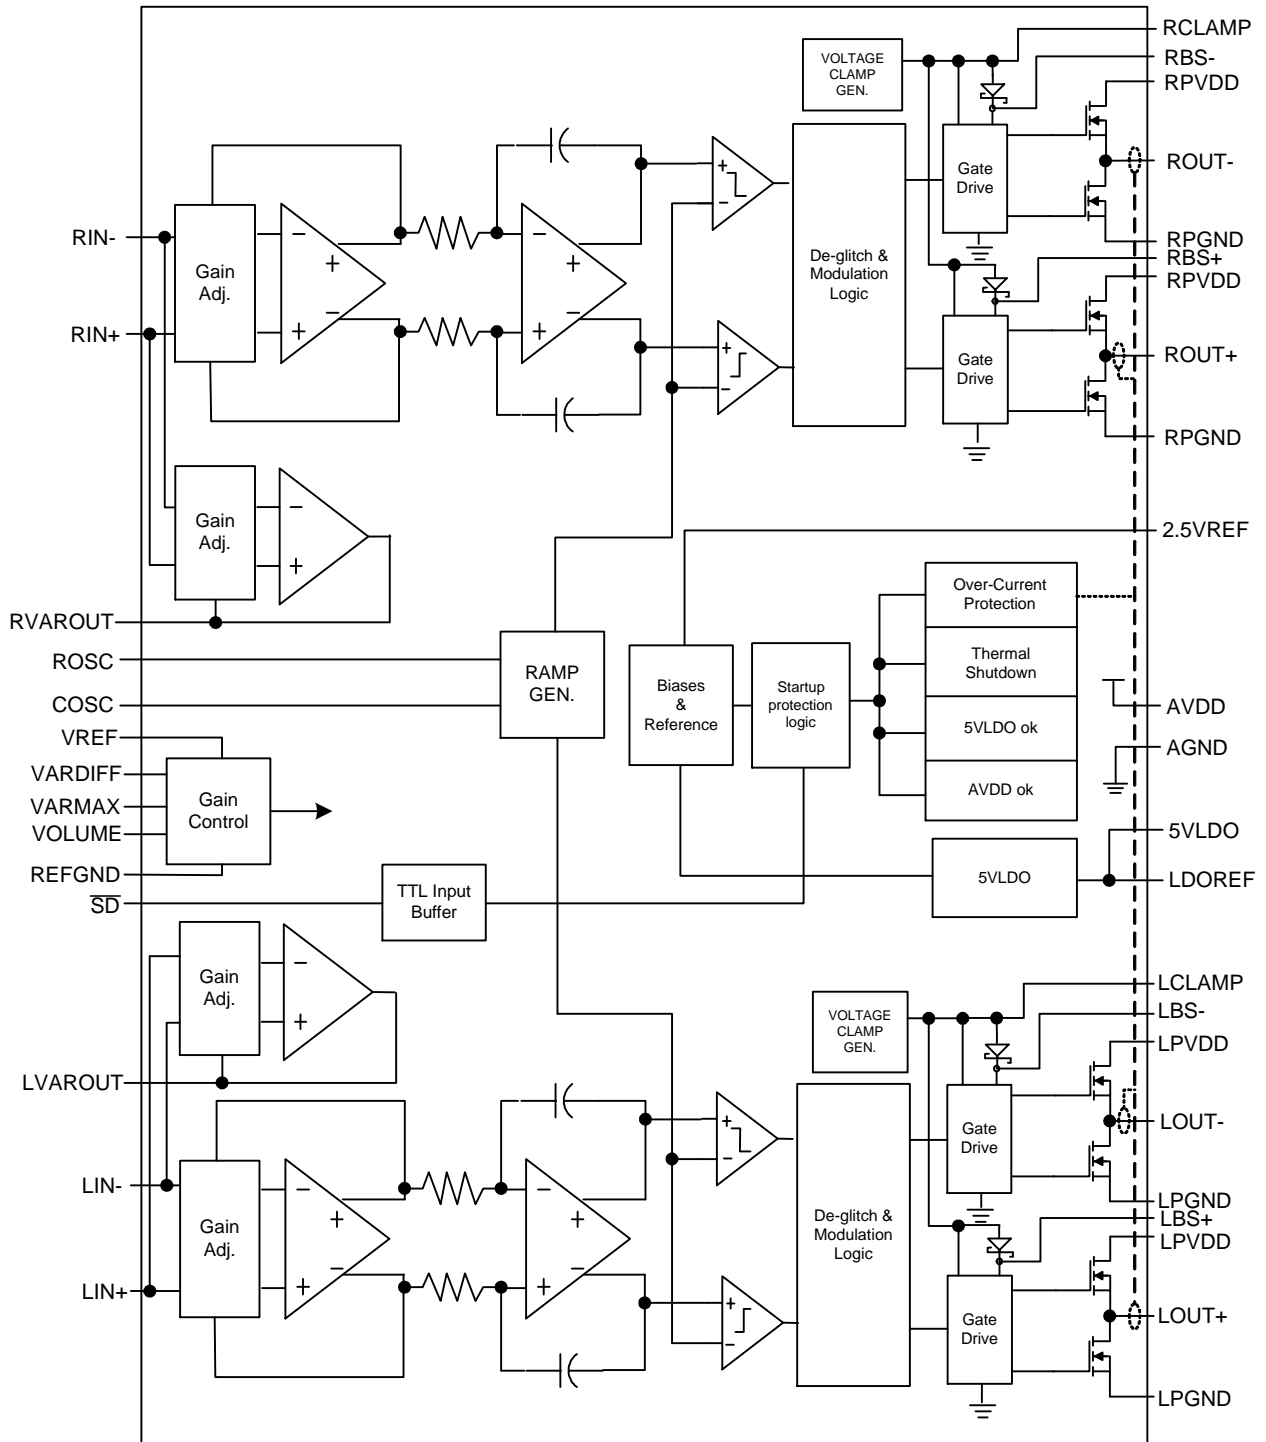 RCLAMP
VOLTAGE
CLAMP
GEN.
RBS-
RPVDD
Gate
Drive
ROUT-
RIN-
Gain
Adj.
−
+
−
+
+
−
De-glitch &
Modulation
Logic
RPGND
RBS+
RPVDD
RIN+
+
−
+
−
+
−
Gate
Drive
ROUT+
RPGND
Gain
Adj.
−
+
2.5VREF
RVAROUT
Over-Current
Protection
ROSC
RAMP
GEN.
Biases
&
Reference
Startup
protection
logic
Thermal
Shutdown
COSC
5VLDO ok
AVDD
VREF
AGND
VARDIFF
Gain
Control
AVDD ok
VARMAX
VOLUME
5VLDO
REFGND
5VLDO
LDOREF
SD
TTL Input
Buffer
Gain
Adj.
−
+
LCLAMP
VOLTAGE
CLAMP
GEN.
LBS-
LPVDD
LVAROUT
Gate
Drive
LOUT-
+
−
LIN-
Gain
Adj.
−
+
−
+
De-glitch &
Modulation
Logic
LPGND
LBS+
LPVDD
LIN+
+
−
+
−
+
−
Gate
Drive
LOUT+
LPGND